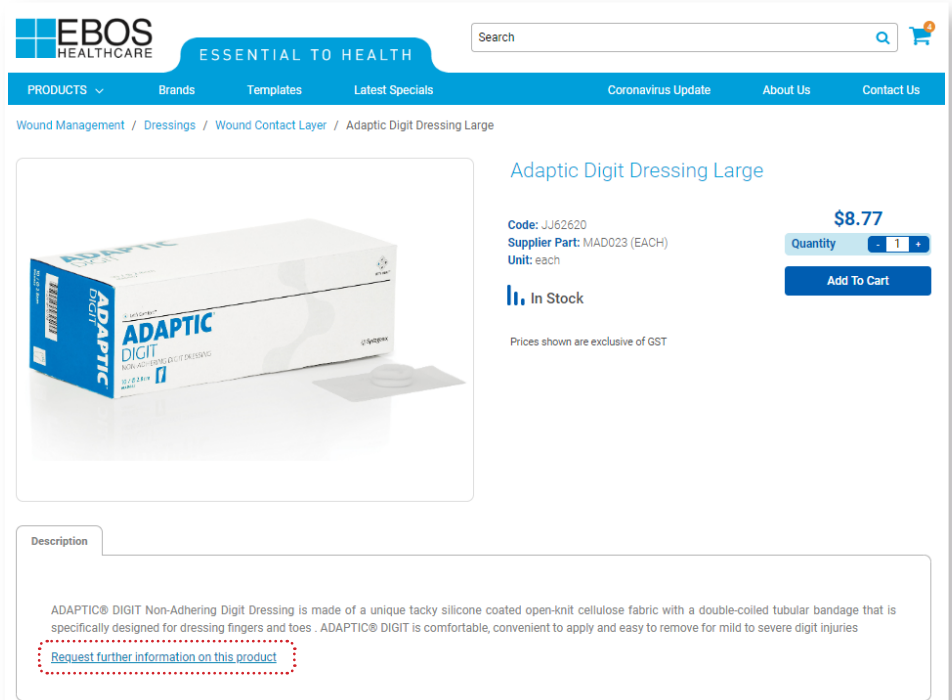 EBOS
HEALTHCARE
ESSENTIAL TO HEALTH
Search
4
PRODUCTS Brands Templates Latest Specials Coronavirus Update About Us Contact Us
Wound Management / Dressings / Wound Contact Layer / Adaptic Digit Dressing Large
Adaptic Digit Dressing Large
Code: JJ62620
Supplier Part: MAD023 (EACH)
Unit: each
$8.77
Quantity - 1 +
Add To Cart
In Stock
Prices shown are exclusive of GST
ADAPTIC
DIGIT
ADAPTIC
DIGIT
ADAPTIC
DIGIT
NON-ADHERING DIGIT DRESSING
Description
ADAPTIC® DIGIT Non-Adhering Digit Dressing is made of a unique tacky silicone coated open-knit cellulose fabric with a double-coiled tubular bandage that is
specifically designed for dressing fingers and toes . ADAPTIC® DIGIT is comfortable, convenient to apply and easy to remove for mild to severe digit injuries
Request further information on this product